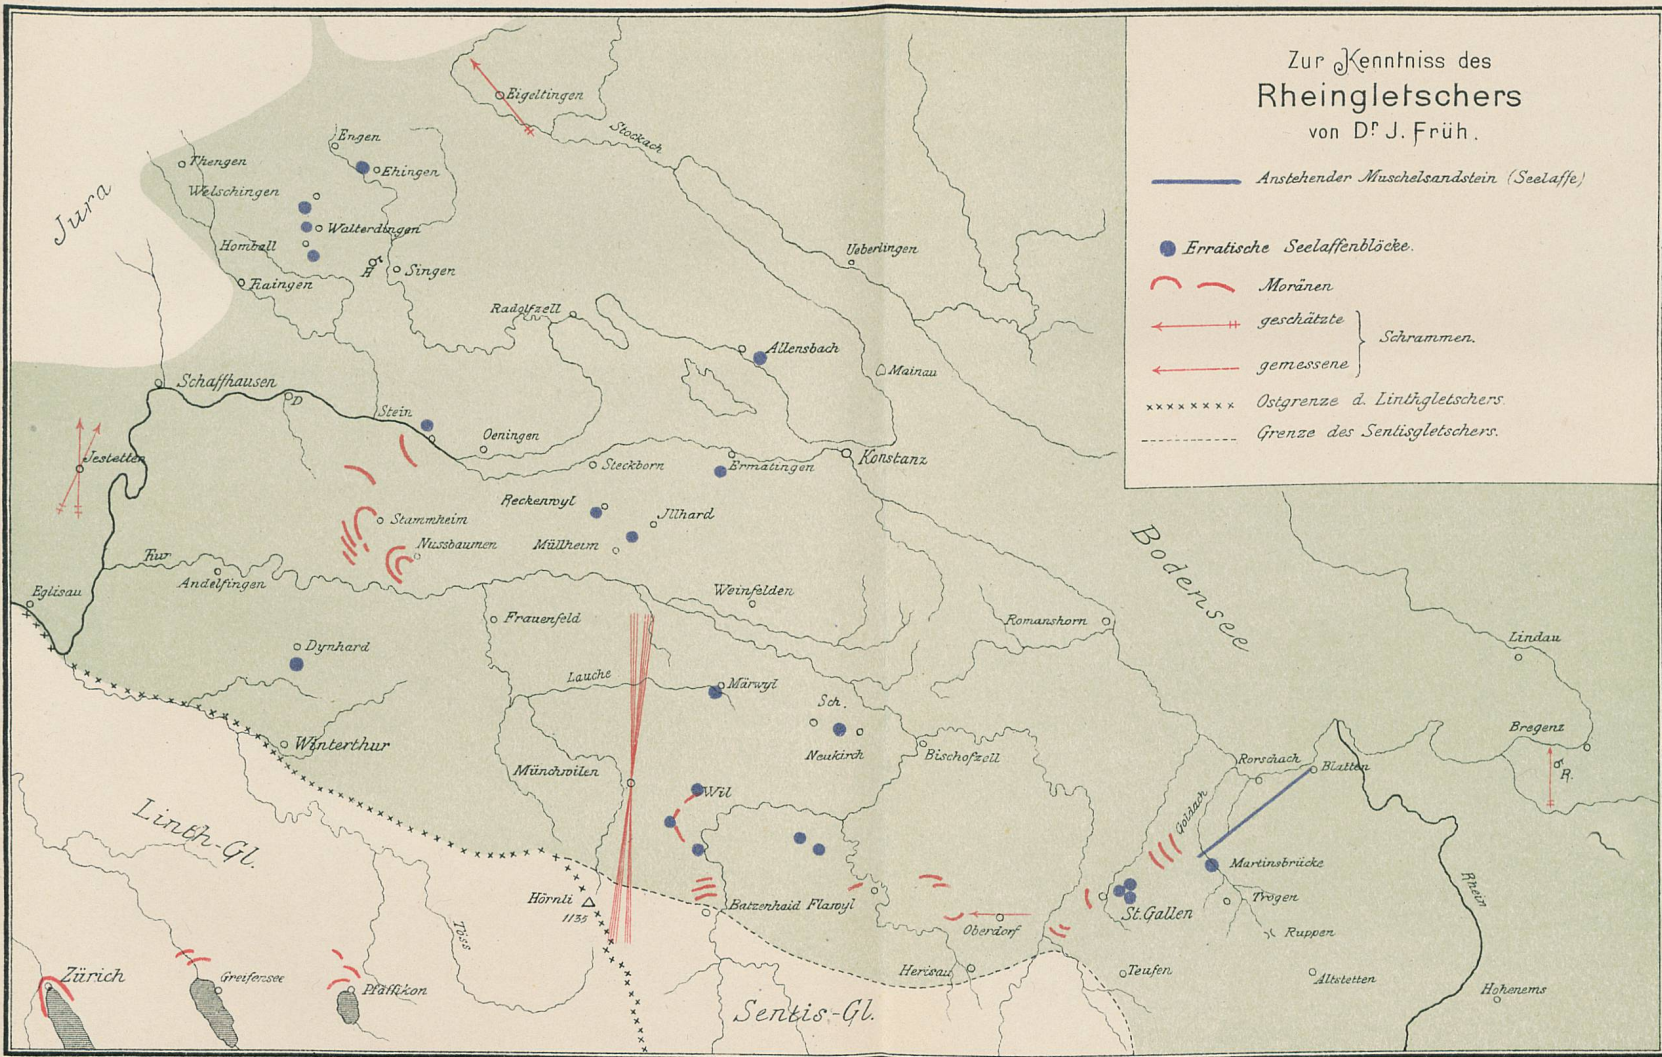 Zur Kenntniss des
Rheingletschers
von Dr J. Früh.
Anstehender Muschelsandstein (Seelaffe)
Erratische Seelaffenblöcke.
Moränen
geschätzte
Schrammen.
gemessene
Ostgrenze d. Linthgletschers
Grenze des Sentisgletschers.
Eigeltingen
Stockach
Engen
Thengen
Ehingen
Welschingen
Jura
Walterdingen
Homball
Ueberlingen
H
Singen
Radolfzell
Allensbach
Mainau
Schaffhausen
D
Stein
Oeningen
Jestetten
Steckborn
Ermatingen
Konstanz
Reckenwyl
Stammheim
Illhard
Nussbaumen
Müllheim
Bodensee
Tur
Andelfingen
Eglisau
Weinfelden
Frauenfeld
Romanshorn
Lindau
Dynhard
Lauche
Märwyl
Sch.
Bregenz
Winterthur
Neukirch
Bischofzell
Rorschach
Blatten
R.
Münchwilen
Wil
Goldach
Linth-Gl.
Martinsbrücke
Rhein
Hörnli
1135
Batzenhaid
Flawyl
Trogen
St.Gallen
Töss
Oberdorf
Ruppen
Zürich
Greifensee
Pfäffikon
Herisau
Teufen
Altstetten
Hohenems
Sentis-Gl.